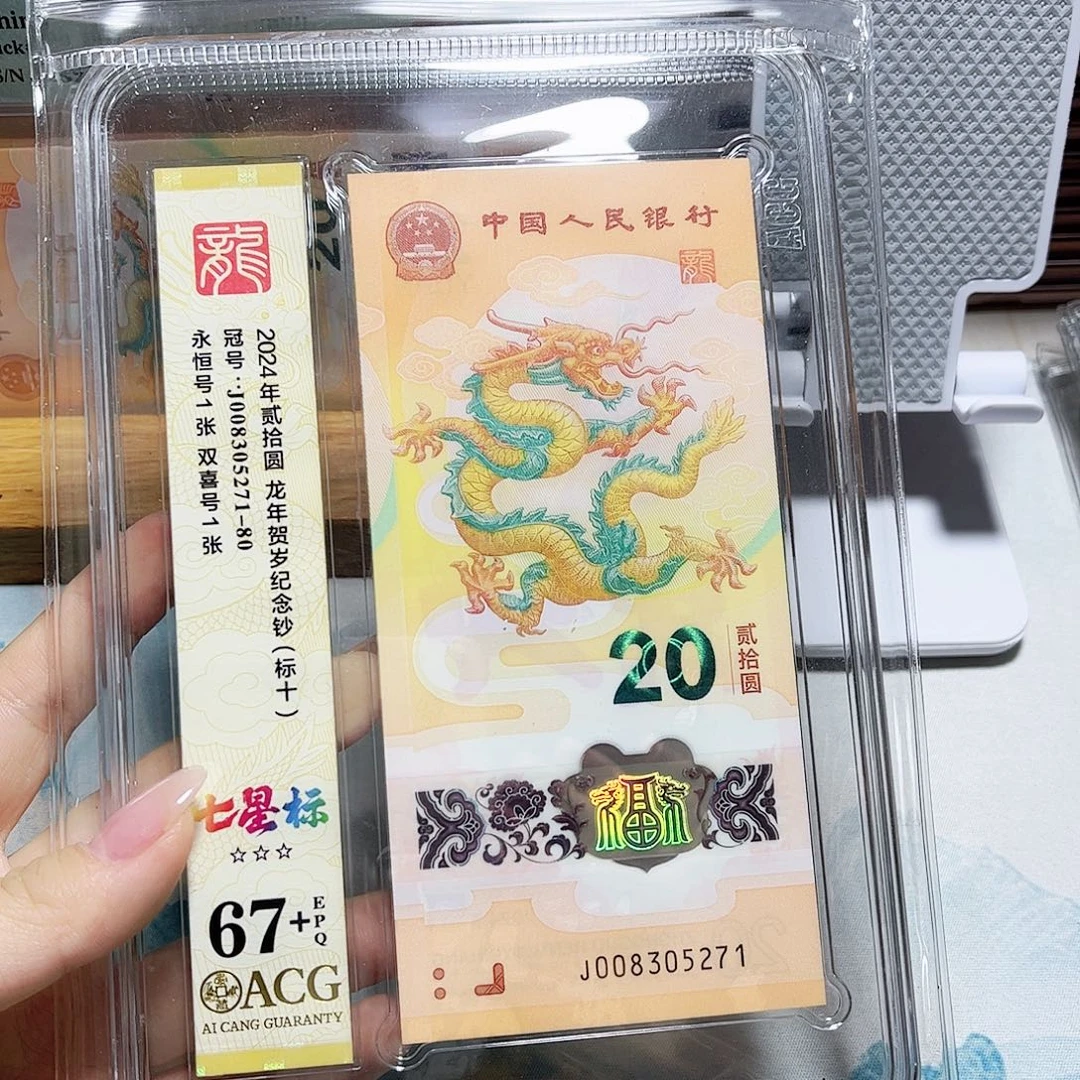 龍
2024年贰拾圆 龙年贺岁纪念钞(标十)
冠号:J008305271-80
永恒号1张 双喜号1张
七星标
67+
EPQ
ACG
AI CANG GUARANTY
中国人民银行
龍
20
贰拾圆
福
J008305271
ACG